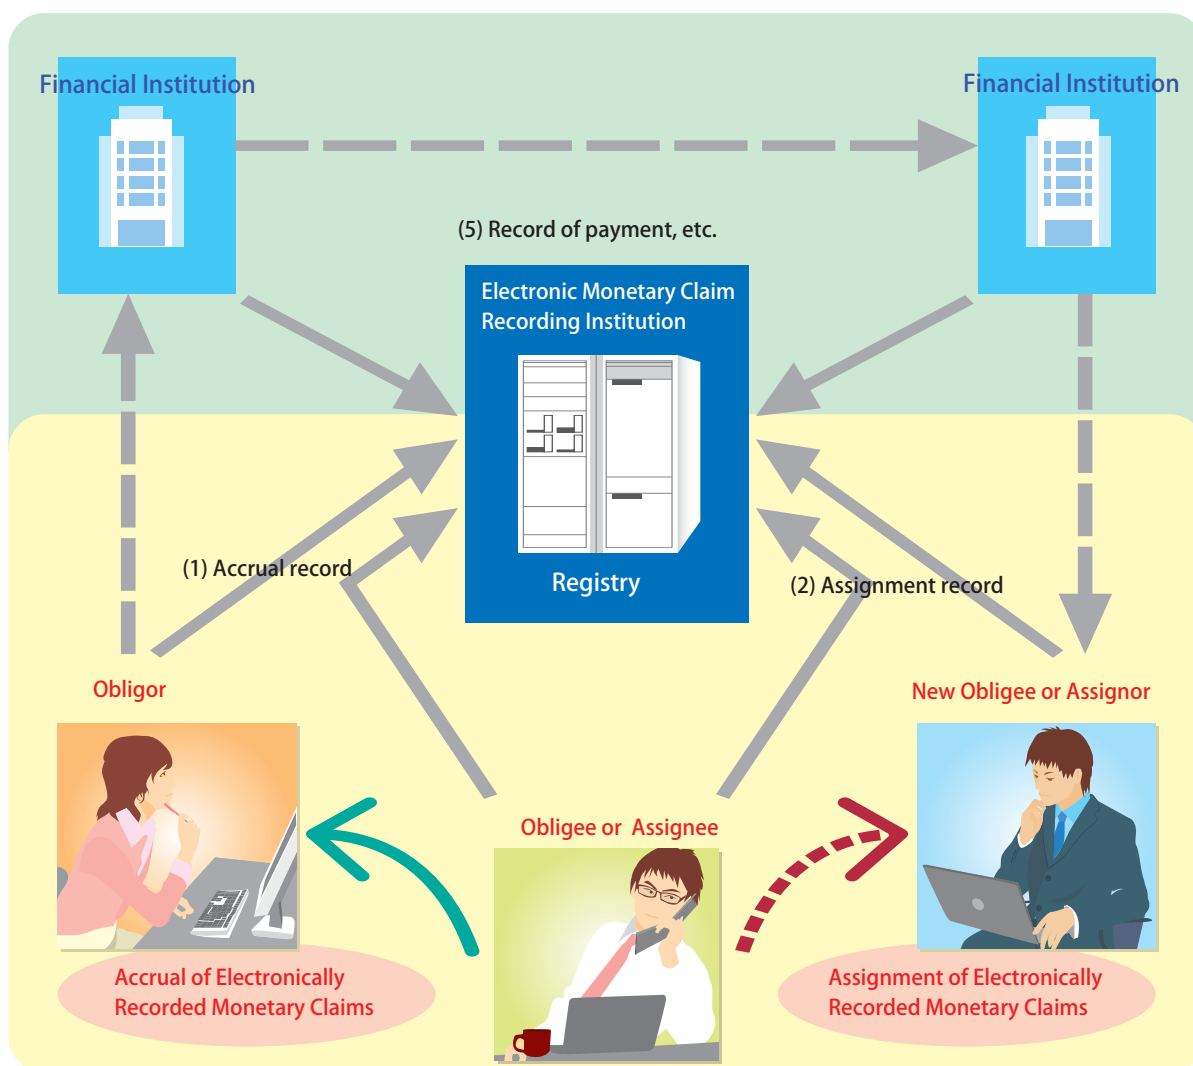 Financial Institution
Financial Institution
(5) Record of payment, etc.
Electronic Monetary Claim
Recording Institution
(1) Accrual record
Registry
(2) Assignment record
Obligor
New Obligee or Assignor
Obligee or Assignee
Accrual of Electronically
Recorded Monetary Claims
Assignment of Electronically
Recorded Monetary Claims